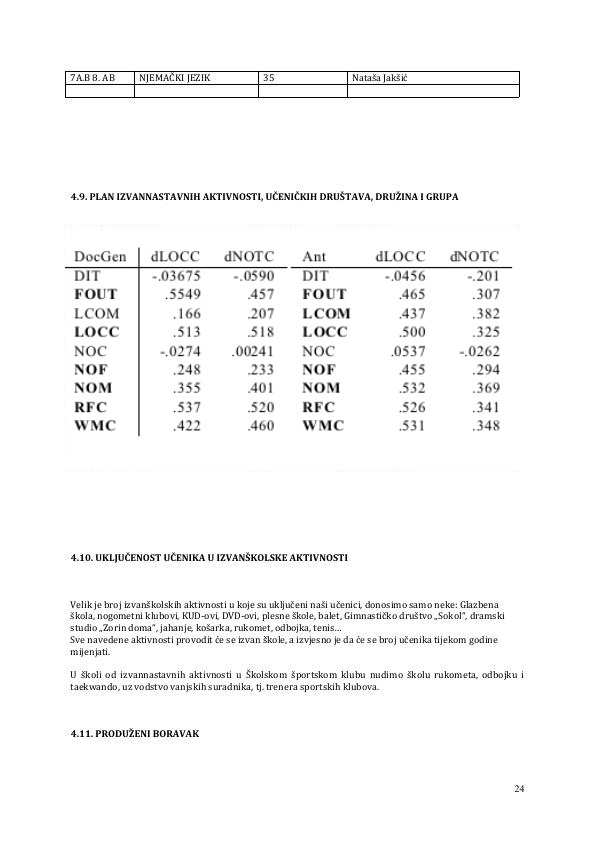 7A.B 8. AB NJEMAČKI JEZIK 35 Nataša Jakšić
4.9. PLAN IZVANNASTAVNIH AKTIVNOSTI, UČENIČKIH DRUŠTAVA, DRUŽINA I GRUPA
DocGen dLOCC dNOTC Ant dLOCC dNOTC
DIT -.03675 -.0590 DIT -.0456 -.201
FOUT .5549 .457 FOUT .465 .307
LCOM .166 .207 LCOM .437 .382
LOCC .513 .518 LOCC .500 .325
NOC -.0274 .00241 NOC .0537 -.0262
NOF .248 .233 NOF .455 .294
NOM .355 .401 NOM .532 .369
RFC .537 .520 RFC .526 .341
WMC .422 .460 WMC .531 .348
4.10. UKLJUČENOST UČENIKA U IZVANŠKOLSKE AKTIVNOSTI
Velik je broj izvanškolskih aktivnosti u koje su uključeni naši učenici, donosimo samo neke: Glazbena
škola, nogometni klubovi, KUD-ovi, DVD-ovi, plesne škole, balet, Gimnastičko društvo „Sokol“, dramski
studio „Zorin doma“, jahanje, košarka, rukomet, odbojka, tenis...
Sve navedene aktivnosti provodit će se izvan škole, a izvjesno je da će se broj učenika tijekom godine
mijenjati.
U školi od izvannastavnih aktivnosti u Školskom športskom klubu nudimo školu rukometa, odbojku i
taekwando, uz vodstvo vanjskih suradnika, tj. trenera sportskih klubova.
4.11. PRODUŽENI BORAVAK
24